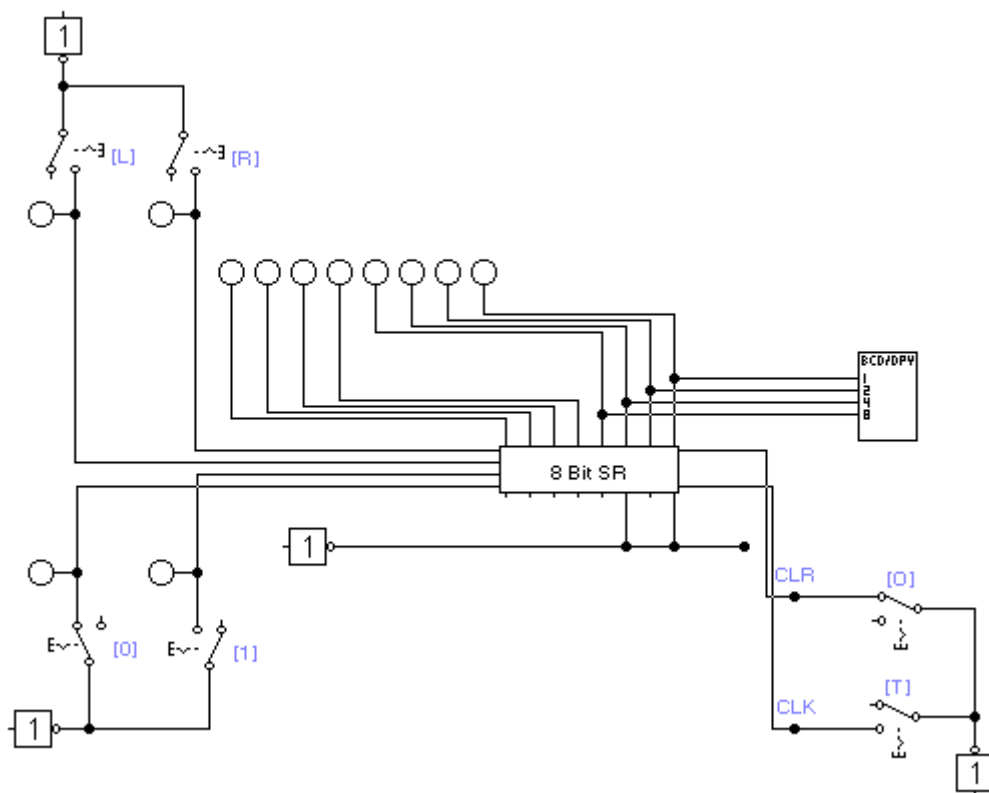 1
[L]
[R]
BCD/DPY
1
2
4
8
8 Bit SR
1
CLR
[O]
[0]
[1]
[T]
CLK
1
1